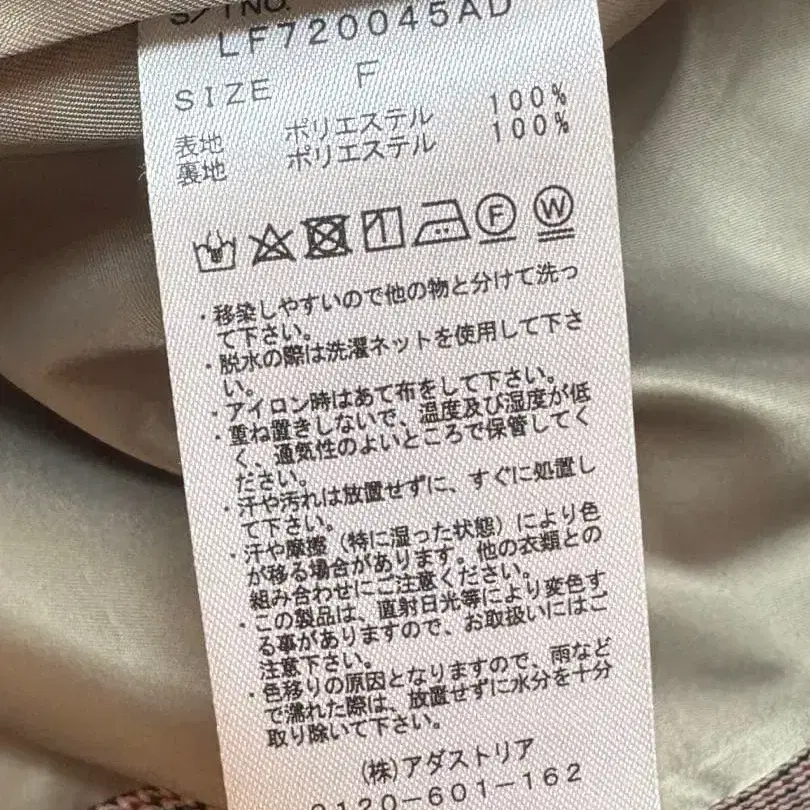 S/TNO.
LF720045AD
SIZE F
表地 ポリエステル 100%
裏地 ポリエステル 100%
F W
・移染しやすいので他の物と分けて洗っ
て下さい。
・脱水の際は洗濯ネットを使用して下さ
い。
・アイロン時はあて布をして下さい。
・重ね置きしないで、温度及び湿度が低
く、通気性のよいところで保管してく
ださい。
・汗や汚れは放置せずに、すぐに処置し
て下さい。
・汗や摩擦（特に湿った状態）により色
が移る場合があります。他の衣類との
組み合わせにご注意ください。
・この製品は、直射日光等により変色す
る事がありますので、お取扱いにはご
注意下さい。
・色移りの原因となりますので、雨など
で濡れた際は、放置せずに水分を十分
取り除いて下さい。
(株)アダストリア
0120-601-162